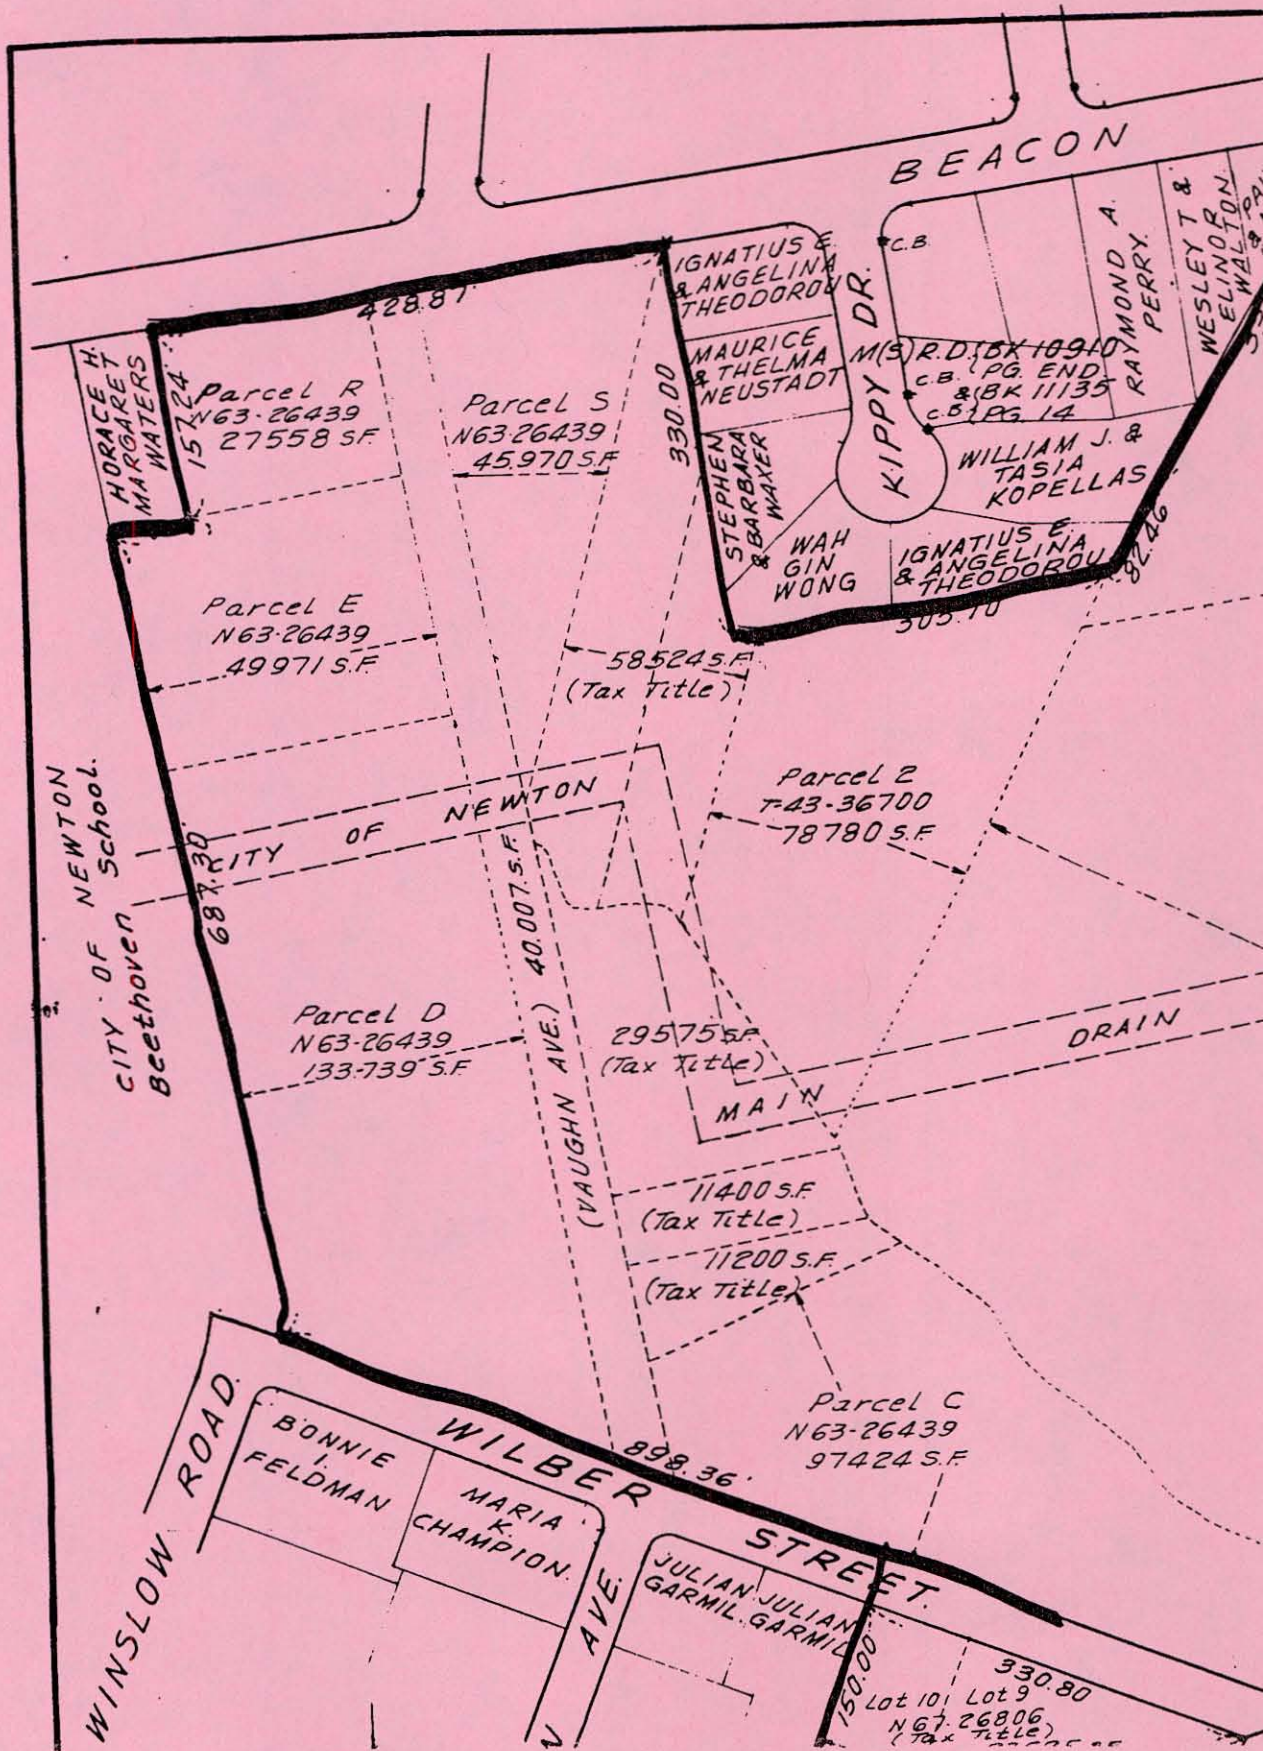 BEACON
C.B.
IGNATIUS E.
& ANGELINA
THEODOROU
MAURICE
& THELMA
NEUSTADT
KIPPY DR.
M(S) R.D. { BK 10910
C.B. { PG. END
& { BK 11135
C.B. { PG. 14
RAYMOND A.
PERRY.
WESLEY T &
ELINOR
WALTON
428.87
HORACE H.
MARGARET
WATERS
157.24
Parcel R
N63-26439
27558 S.F.
Parcel S
N63-26439
45.970 S.F.
330.00
STEPHEN
& BARBARA
WAXLER
WILLIAM J. &
TASIA
KOPELLAS
WAH
GIN
WONG
IGNATIUS E.
& ANGELINA
THEODOROU
82.46
305.70
Parcel E
N63-26439
49971 S.F.
58524 S.F.
(Tax Title)
Parcel 2
T-43-36700
78780 S.F.
CITY OF NEWTON
CITY OF NEWTON
Beethoven School.
687.30
(VAUGHN AVE.) 40.007 S.F.
Parcel D
N63-26439
133-739 S.F.
29575 S.F.
(Tax Title)
MAIN DRAIN
11400 S.F.
(Tax Title)
11200 S.F.
(Tax Title)
Parcel C
N63-26439
97424 S.F.
WINSLOW ROAD.
BONNIE
I.
FELDMAN
WILBER STREET.
898.36
MARIA
K.
CHAMPION.
AVE.
JULIAN
GARMIL.
JULIAN
GARMIL
150.00
330.80
Lot 10 Lot 9
N67.26806
(Tax Title)